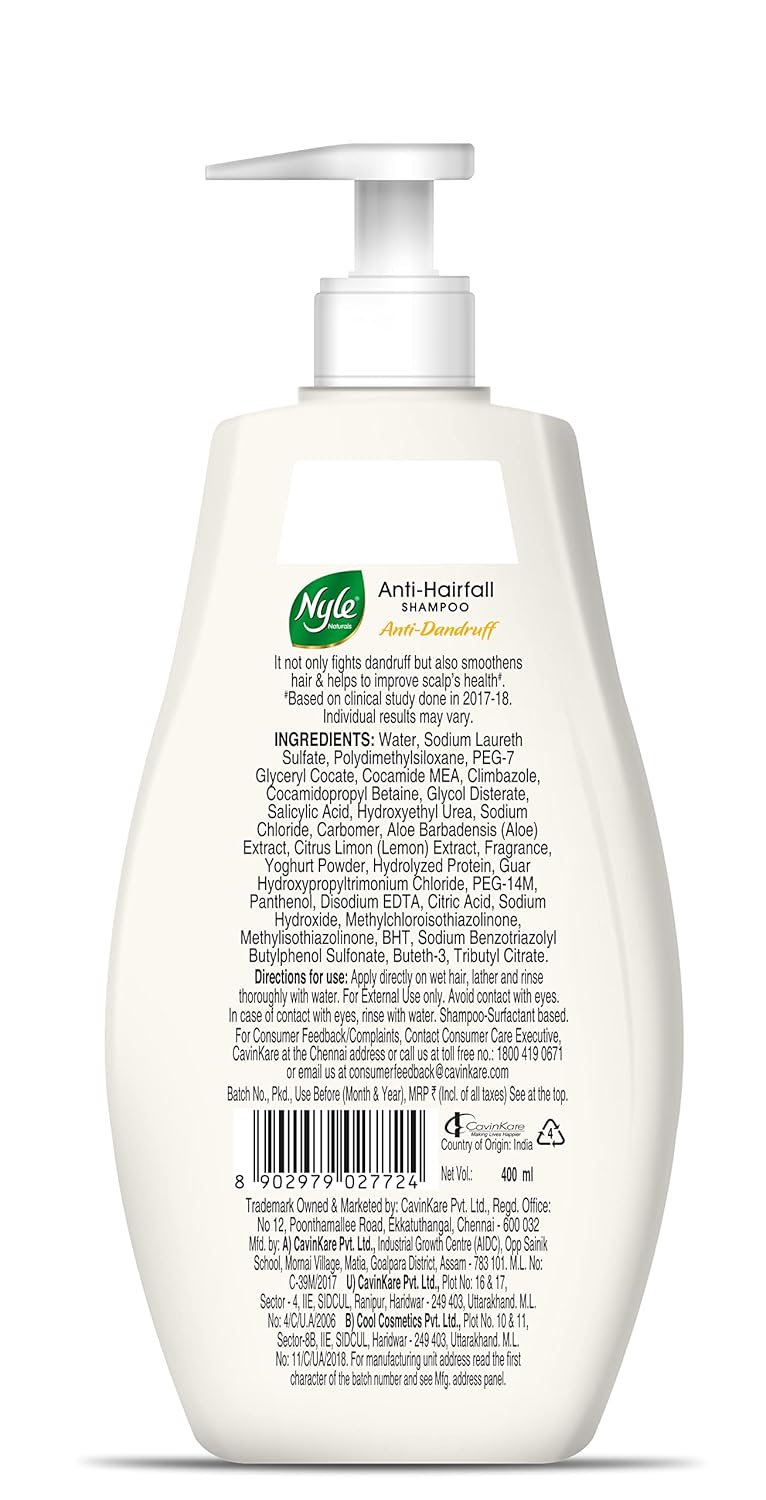 Nyle®
Naturals
Anti-Hairfall
SHAMPOO
Anti-Dandruff
It not only fights dandruff but also smoothens
hair & helps to improve scalp's health#.
#Based on clinical study done in 2017-18.
Individual results may vary.
INGREDIENTS: Water, Sodium Laureth
Sulfate, Polydimethylsiloxane, PEG-7
Glyceryl Cocate, Cocamide MEA, Climbazole,
Cocamidopropyl Betaine, Glycol Disterate,
Salicylic Acid, Hydroxyethyl Urea, Sodium
Chloride, Carbomer, Aloe Barbadensis (Aloe)
Extract, Citrus Limon (Lemon) Extract, Fragrance,
Yoghurt Powder, Hydrolyzed Protein, Guar
Hydroxypropyltrimonium Chloride, PEG-14M,
Panthenol, Disodium EDTA, Citric Acid, Sodium
Hydroxide, Methylchloroisothiazolinone,
Methylisothiazolinone, BHT, Sodium Benzotriazolyl
Butylphenol Sulfonate, Buteth-3, Tributyl Citrate.
Directions for use: Apply directly on wet hair, lather and rinse
thoroughly with water. For External Use only. Avoid contact with eyes.
In case of contact with eyes, rinse with water. Shampoo-Surfactant based.
For Consumer Feedback/Complaints, Contact Consumer Care Executive,
CavinKare at the Chennai address or call us at toll free no.: 1800 419 0671
or email us at consumerfeedback@cavinkare.com
Batch No., Pkd., Use Before (Month & Year), MRP ₹ (Incl. of all taxes) See at the top.
CavinKare
Making Lives Happier
Country of Origin: India
4
Net Vol.: 400 ml
8 902979 027724
Trademark Owned & Marketed by: CavinKare Pvt. Ltd., Regd. Office:
No 12, Poonthamallee Road, Ekkatuthangal, Chennai - 600 032
Mfd. by: A) CavinKare Pvt. Ltd., Industrial Growth Centre (AIDC), Opp Sainik
School, Mornai Village, Matia, Goalpara District, Assam - 783 101. M.L. No:
C-39M/2017 U) CavinKare Pvt. Ltd., Plot No: 16 & 17,
Sector - 4, IIE, SIDCUL, Ranipur, Haridwar - 249 403, Uttarakhand. M.L.
No: 4/C/U.A/2006 B) Cool Cosmetics Pvt. Ltd., Plot No. 10 & 11,
Sector-8B, IIE, SIDCUL, Haridwar - 249 403, Uttarakhand. M.L.
No: 11/C/UA/2018. For manufacturing unit address read the first
character of the batch number and see Mfg. address panel.